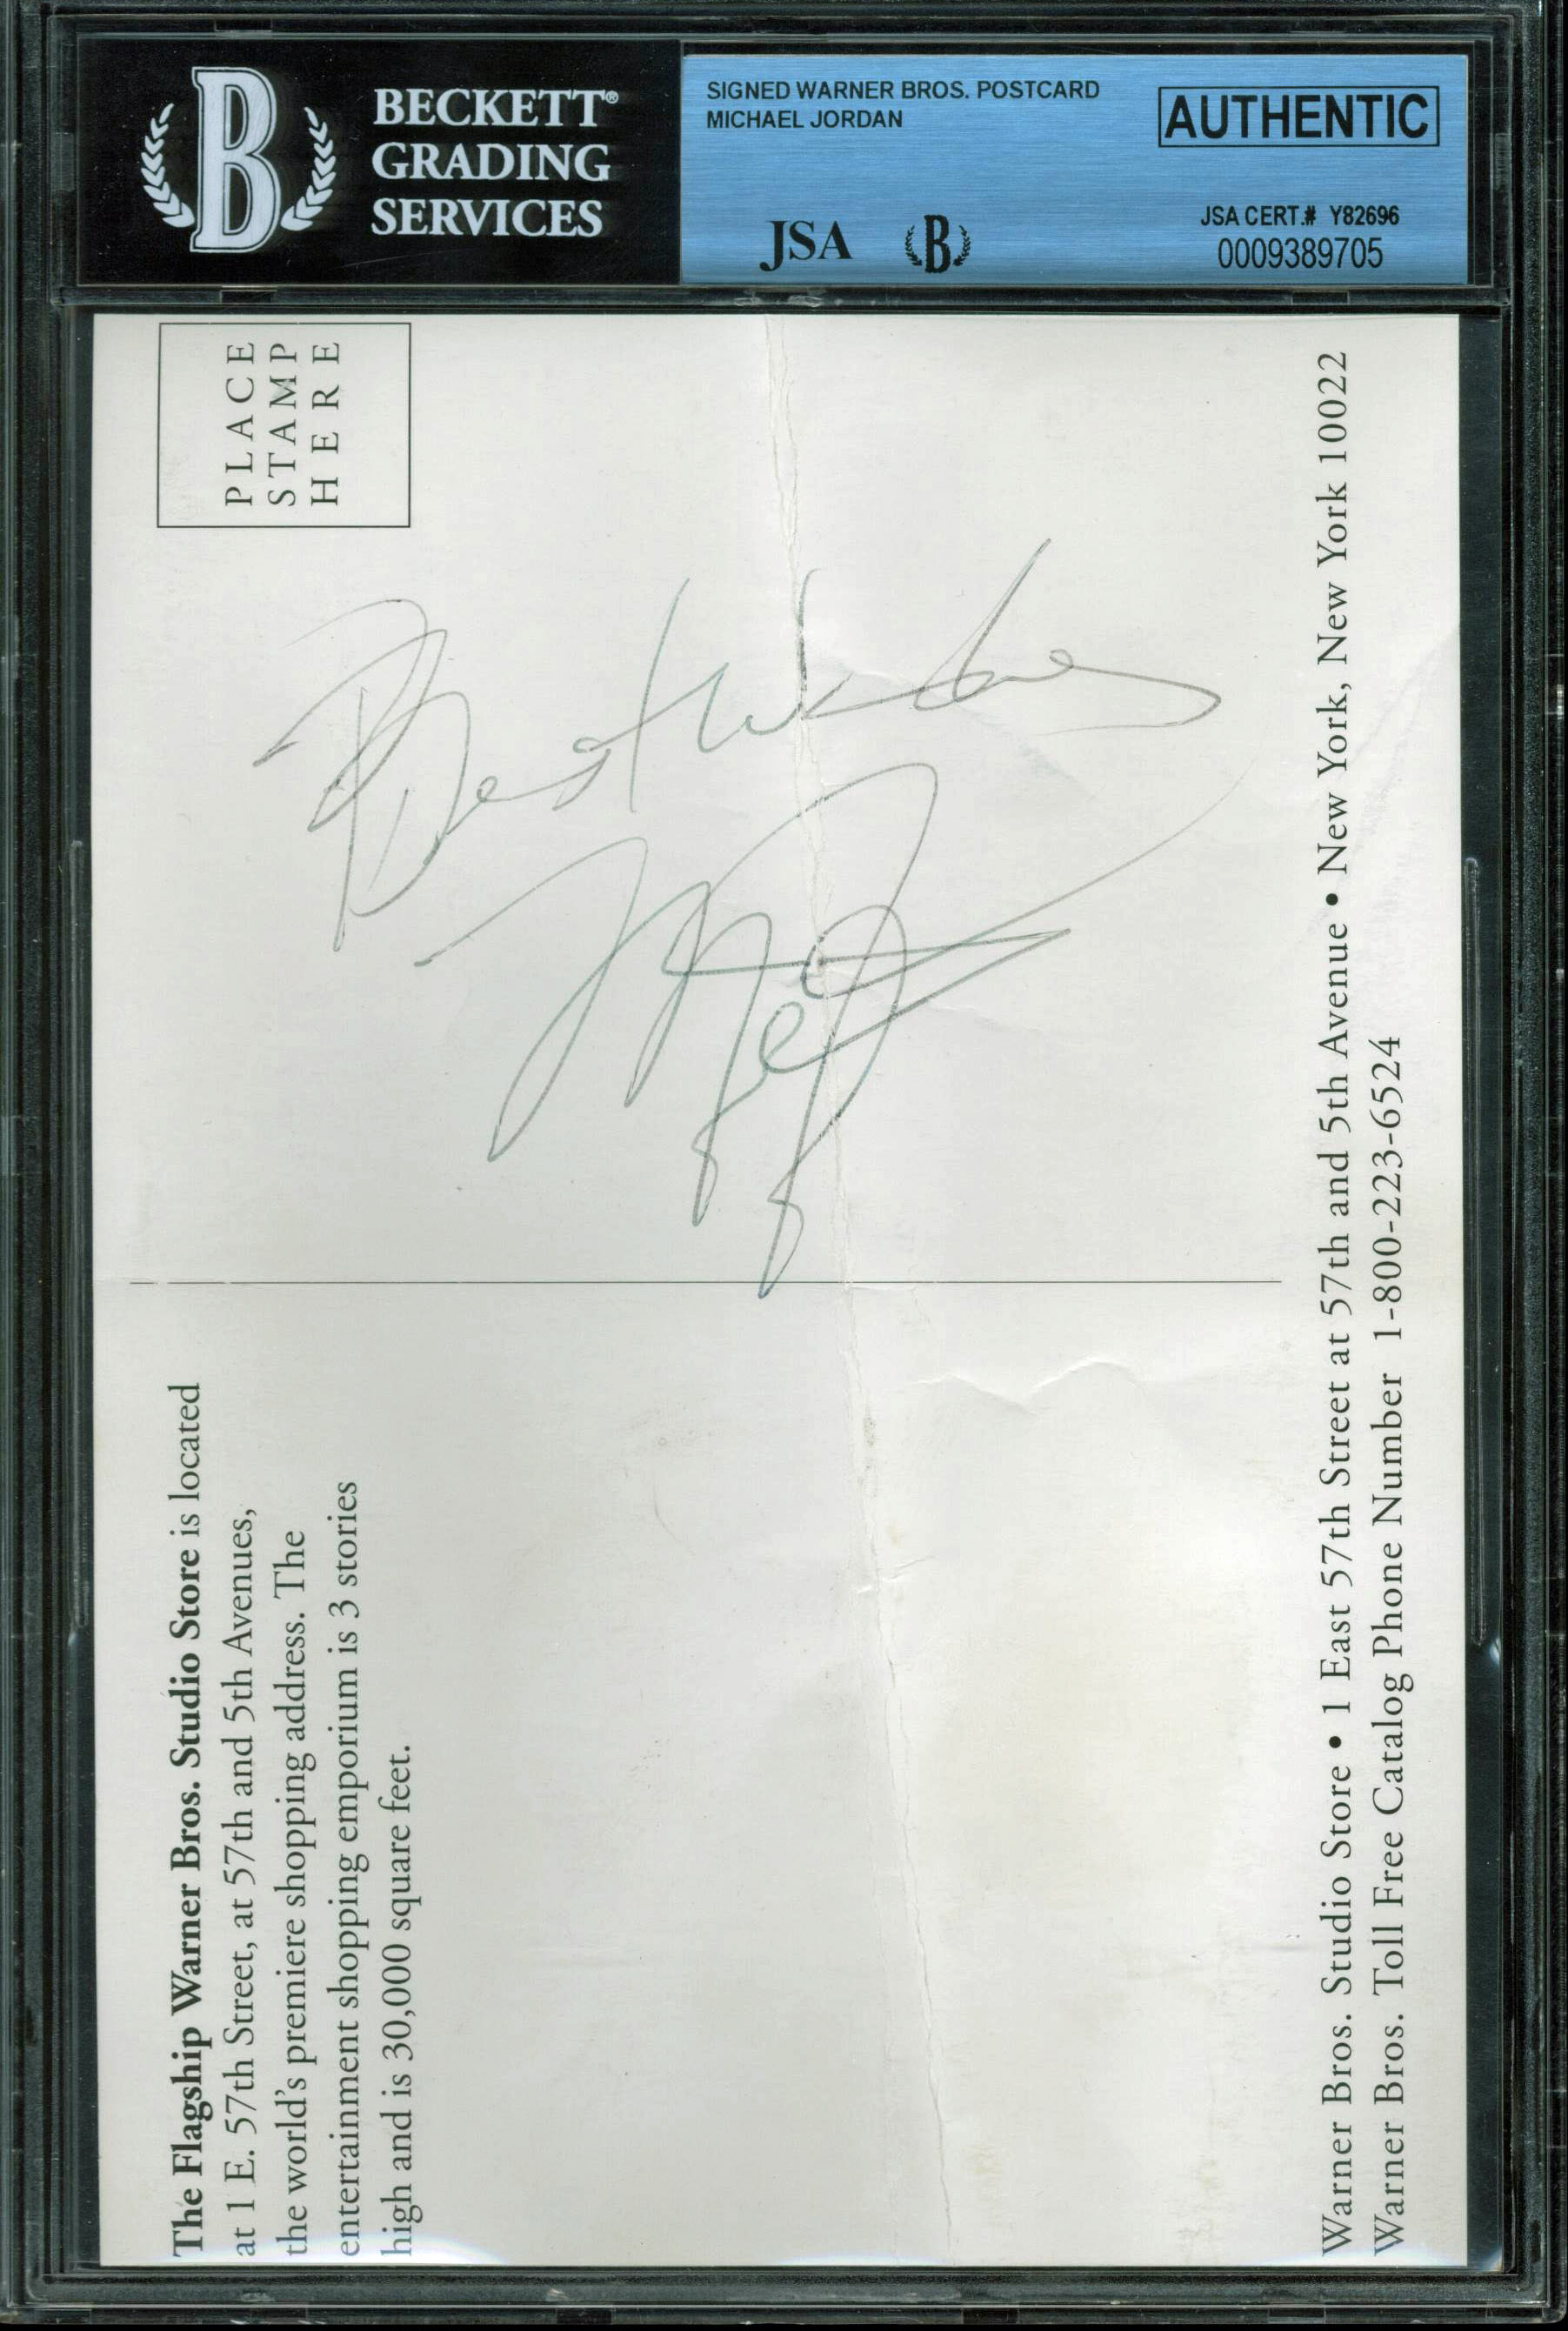 BECKETT®
GRADING
SERVICES
SIGNED WARNER BROS. POSTCARD
MICHAEL JORDAN
AUTHENTIC
JSA
B
JSA CERT.# Y82696
0009389705
PLACE
STAMP
HERE
Best Wishes
The Flagship Warner Bros. Studio Store is located
at 1 E. 57th Street, at 57th and 5th Avenues,
the world's premiere shopping address. The
entertainment shopping emporium is 3 stories
high and is 30,000 square feet.
Warner Bros. Studio Store • 1 East 57th Street at 57th and 5th Avenue • New York, New York 10022
Warner Bros. Toll Free Catalog Phone Number 1-800-223-6524